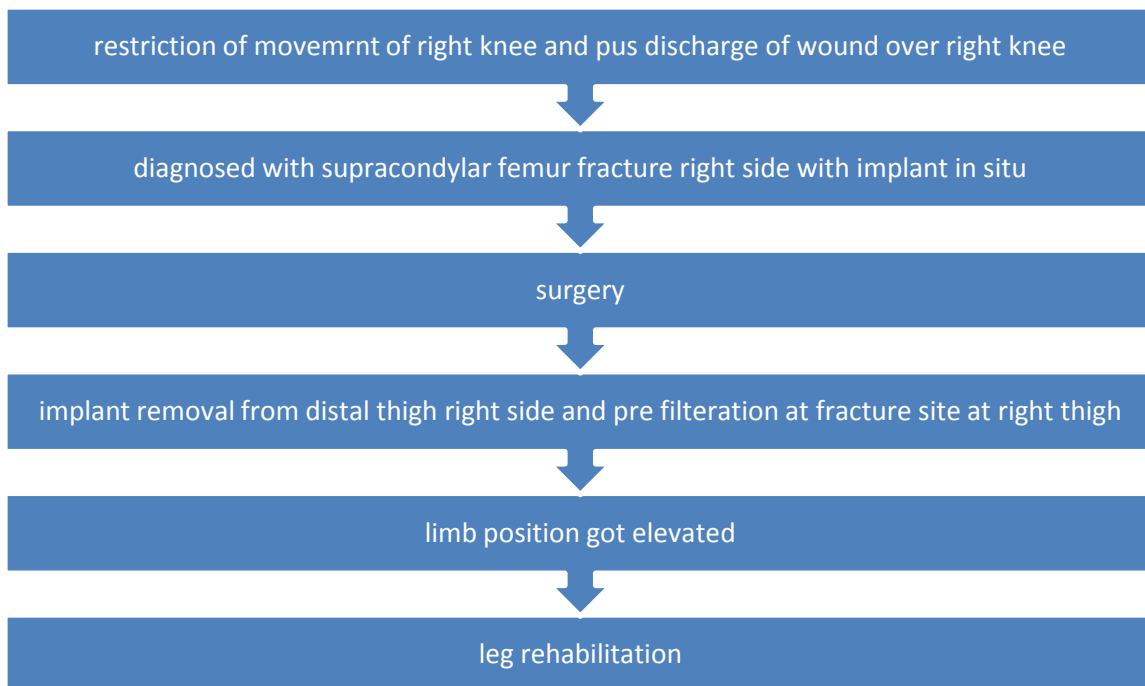 restriction of movemrnt of right knee and pus discharge of wound over right knee
diagnosed with supracondylar femur fracture right side with implant in situ
surgery
implant removal from distal thigh right side and pre filteration at fracture site at right thigh
limb position got elevated
leg rehabilitation